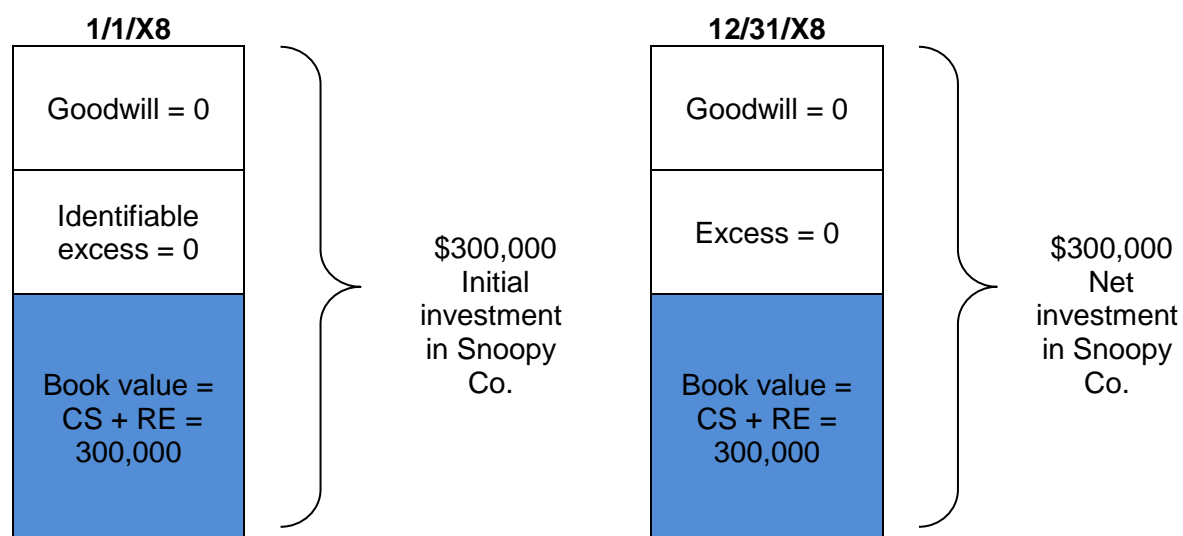 1/1/X8
Goodwill = 0
Identifiable
excess = 0
Book value =
CS + RE =
300,000
$300,000
Initial
investment
in Snoopy
Co.
12/31/X8
Goodwill = 0
Excess = 0
Book value =
CS + RE =
300,000
$300,000
Net
investment
in Snoopy
Co.